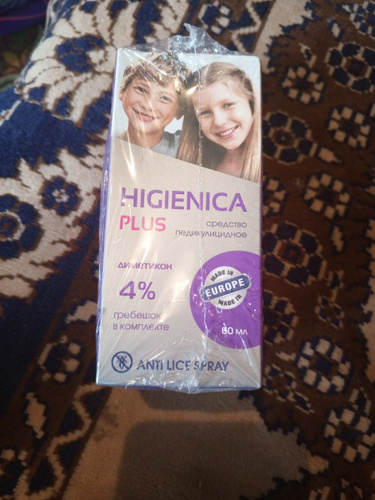 HIGIENICA
PLUS
средство
педикулицидное
ДИМЕТИКОН
4%
гребешок
в комплекте
MADE IN
EUROPE
MADE IN
80 МЛ
ANTI LICE SPRAY